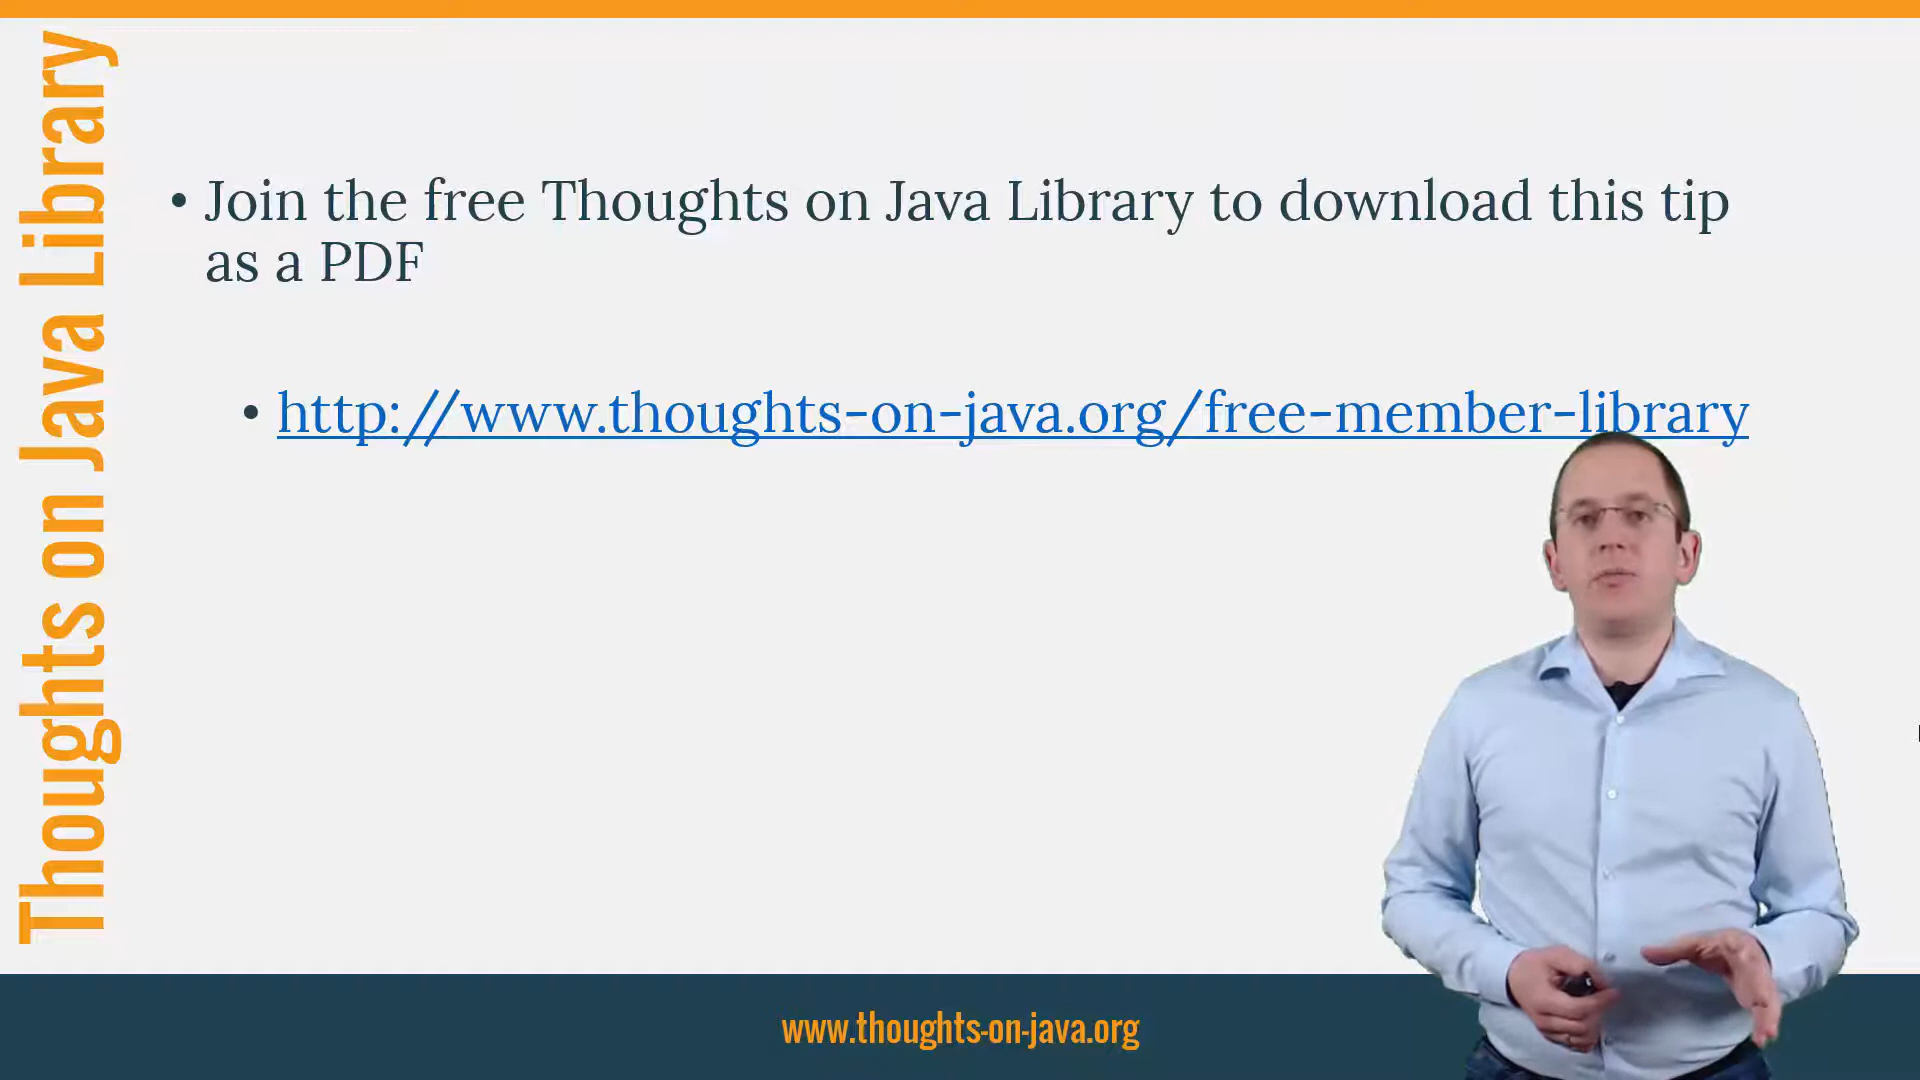 Thoughts on Java Library
• Join the free Thoughts on Java Library to download this tip
as a PDF
• http://www.thoughts-on-java.org/free-member-library
www.thoughts-on-java.org